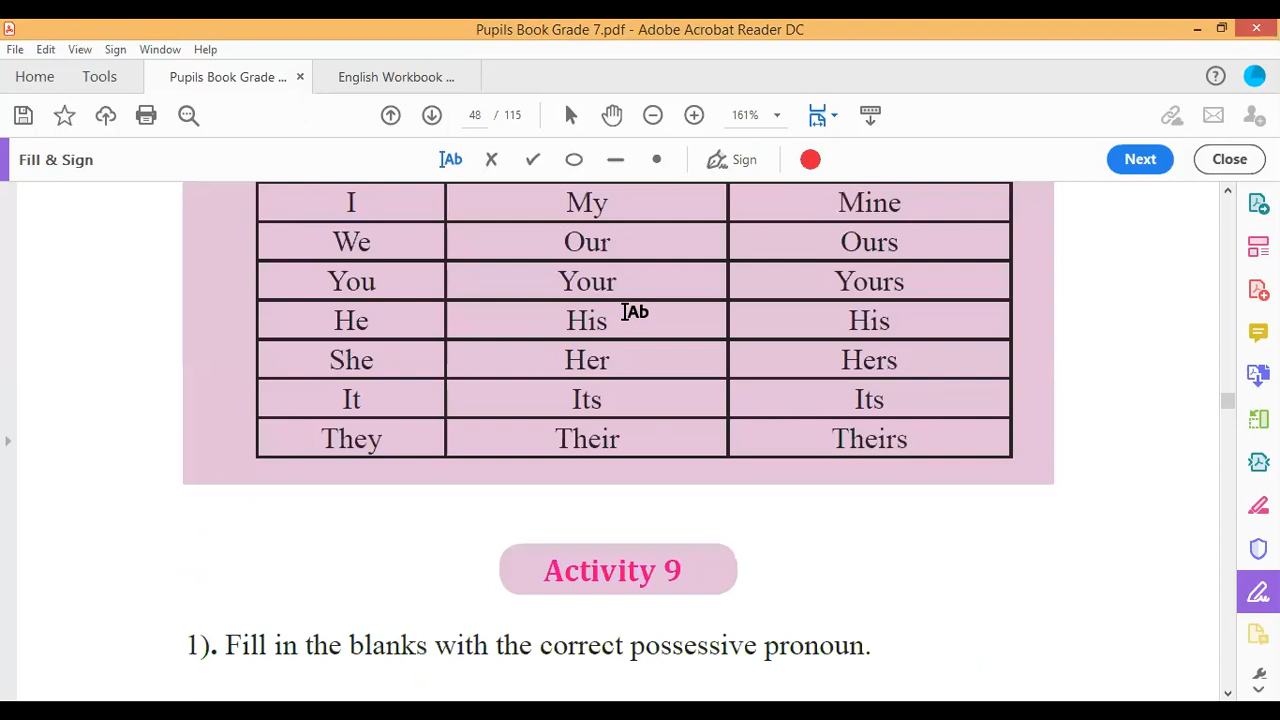 Pupils Book Grade 7.pdf - Adobe Acrobat Reader DC
File Edit View Sign Window Help
Home Tools Pupils Book Grade ... × English Workbook ...
48 / 115 161%
Fill & Sign Ab Sign Next Close
I My Mine
We Our Ours
You Your Yours
He His His
Ab
She Her Hers
It Its Its
They Their Theirs
Activity 9
1). Fill in the blanks with the correct possessive pronoun.